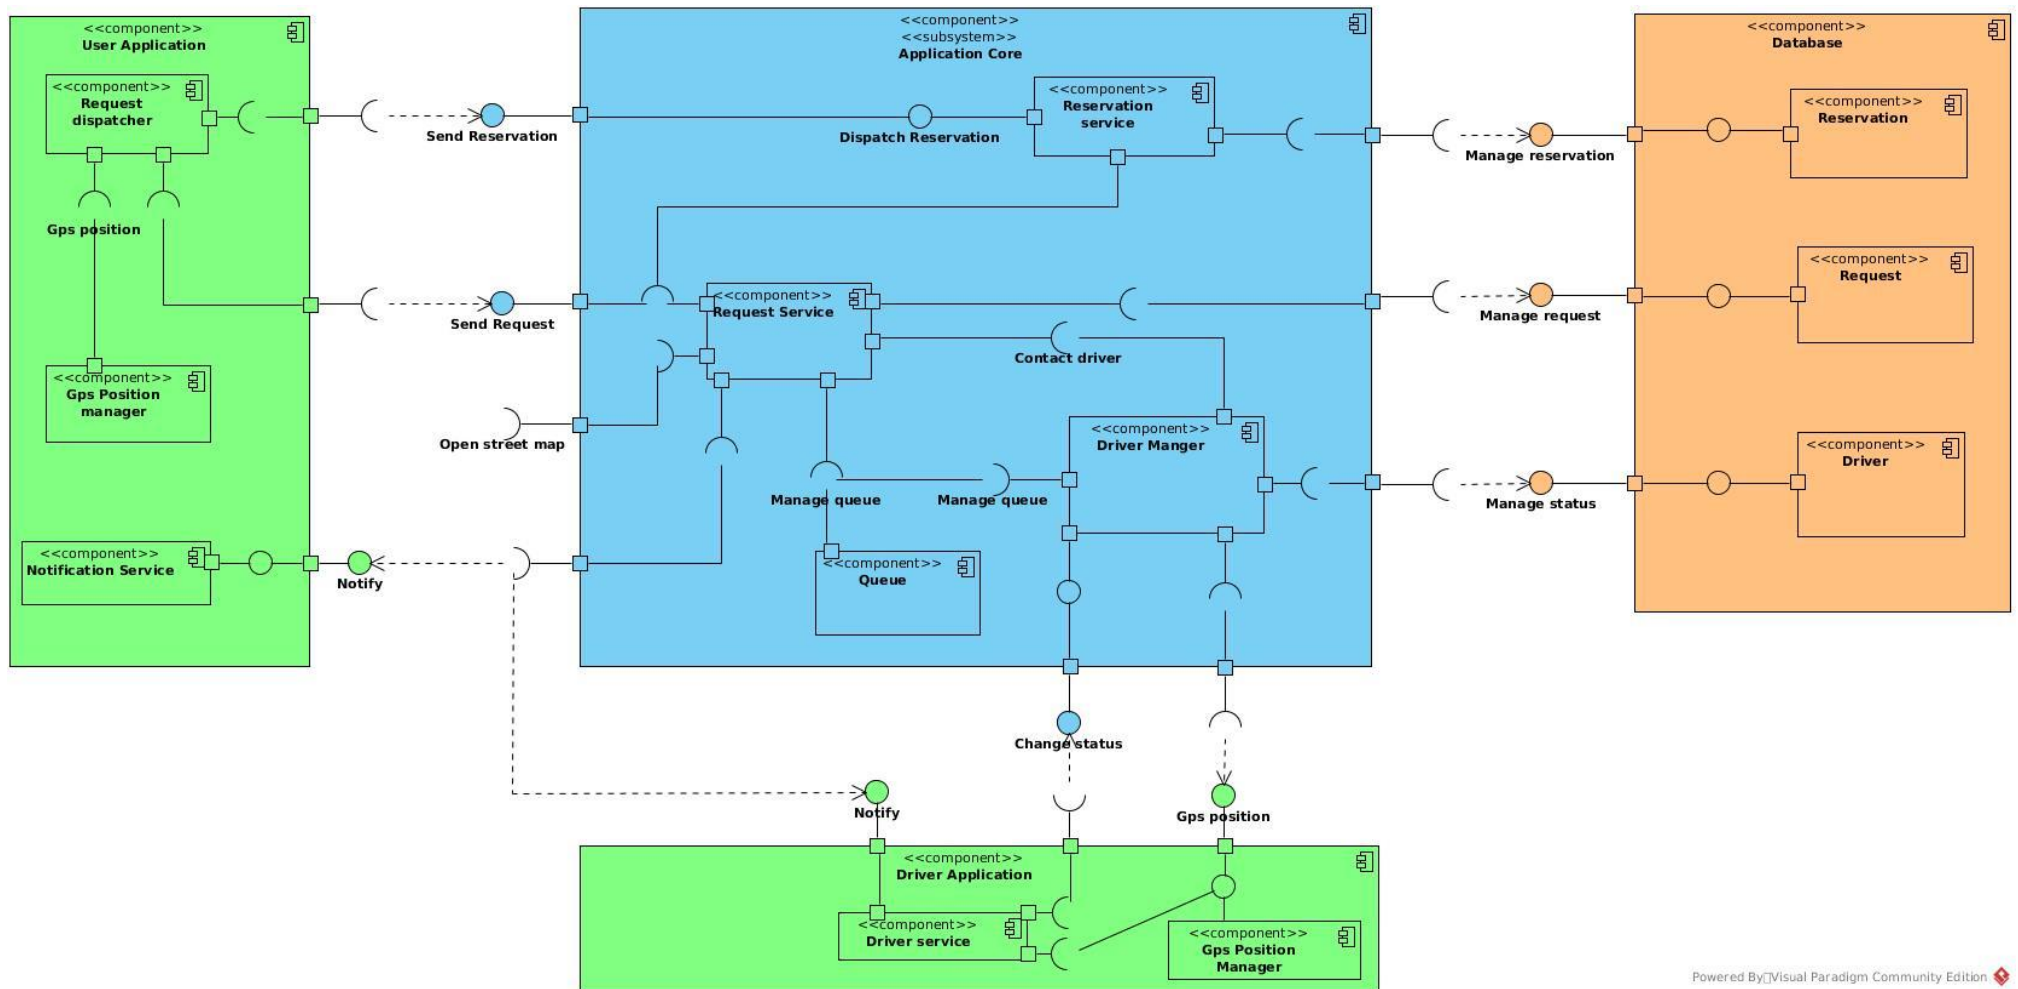 <<component>>
User Application
<<component>>
Request
dispatcher
Gps position
<<component>>
Gps Position
manager
<<component>>
Notification Service
Send Reservation
Send Request
Open street map
Notify
<<component>>
<<subsystem>>
Application Core
Dispatch Reservation
<<component>>
Reservation
service
<<component>>
Request Service
Contact driver
<<component>>
Driver Manger
Manage queue
Manage queue
<<component>>
Queue
Manage reservation
Manage request
Manage status
<<component>>
Database
<<component>>
Reservation
<<component>>
Request
<<component>>
Driver
Change status
Notify
Gps position
<<component>>
Driver Application
<<component>>
Driver service
<<component>>
Gps Position
Manager
Powered By□Visual Paradigm Community Edition